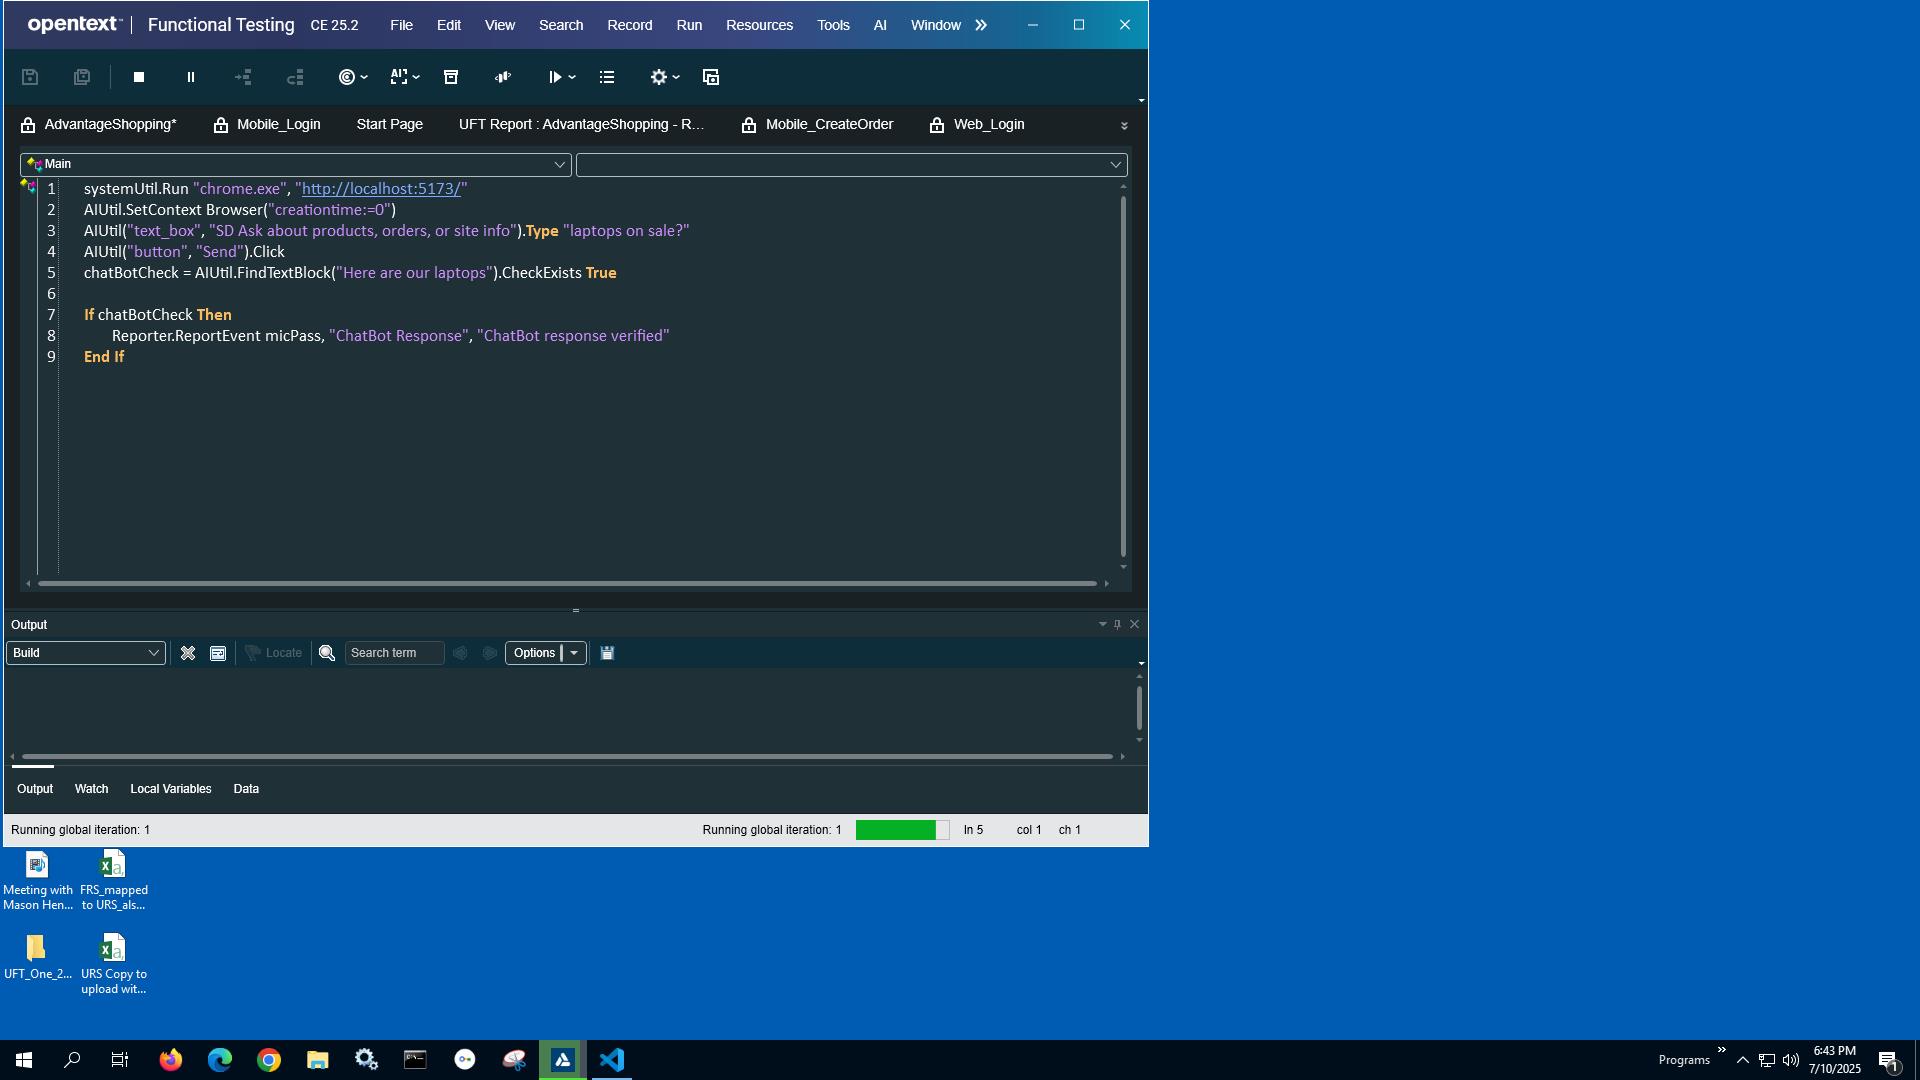 opentext™ | Functional Testing CE 25.2 File Edit View Search Record Run Resources Tools AI Window
AdvantageShopping* Mobile_Login Start Page UFT Report : AdvantageShopping - R... Mobile_CreateOrder Web_Login
Main
1 systemUtil.Run "chrome.exe", "http://localhost:5173/"
2 AIUtil.SetContext Browser("creationtime:=0")
3 AIUtil("text_box", "SD Ask about products, orders, or site info").Type "laptops on sale?"
4 AIUtil("button", "Send").Click
5 chatBotCheck = AIUtil.FindTextBlock("Here are our laptops").CheckExists True
6
7 If chatBotCheck Then
8 Reporter.ReportEvent micPass, "ChatBot Response", "ChatBot response verified"
9 End If
Output
Build Locate Search term Options
Output Watch Local Variables Data
Running global iteration: 1 Running global iteration: 1 ln 5 col 1 ch 1
Meeting with
Mason Hen...
FRS_mapped
to URS_als...
UFT_One_2...
URS Copy to
upload wit...
Programs
6:43 PM
7/10/2025
1